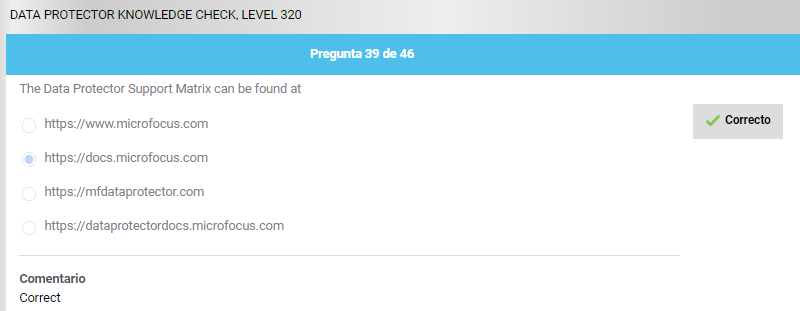 DATA PROTECTOR KNOWLEDGE CHECK, LEVEL 320
Pregunta 39 de 46
The Data Protector Support Matrix can be found at
https://www.microfocus.com
https://docs.microfocus.com
https://mfdataprotector.com
https://dataprotectordocs.microfocus.com
Correcto
Comentario
Correct